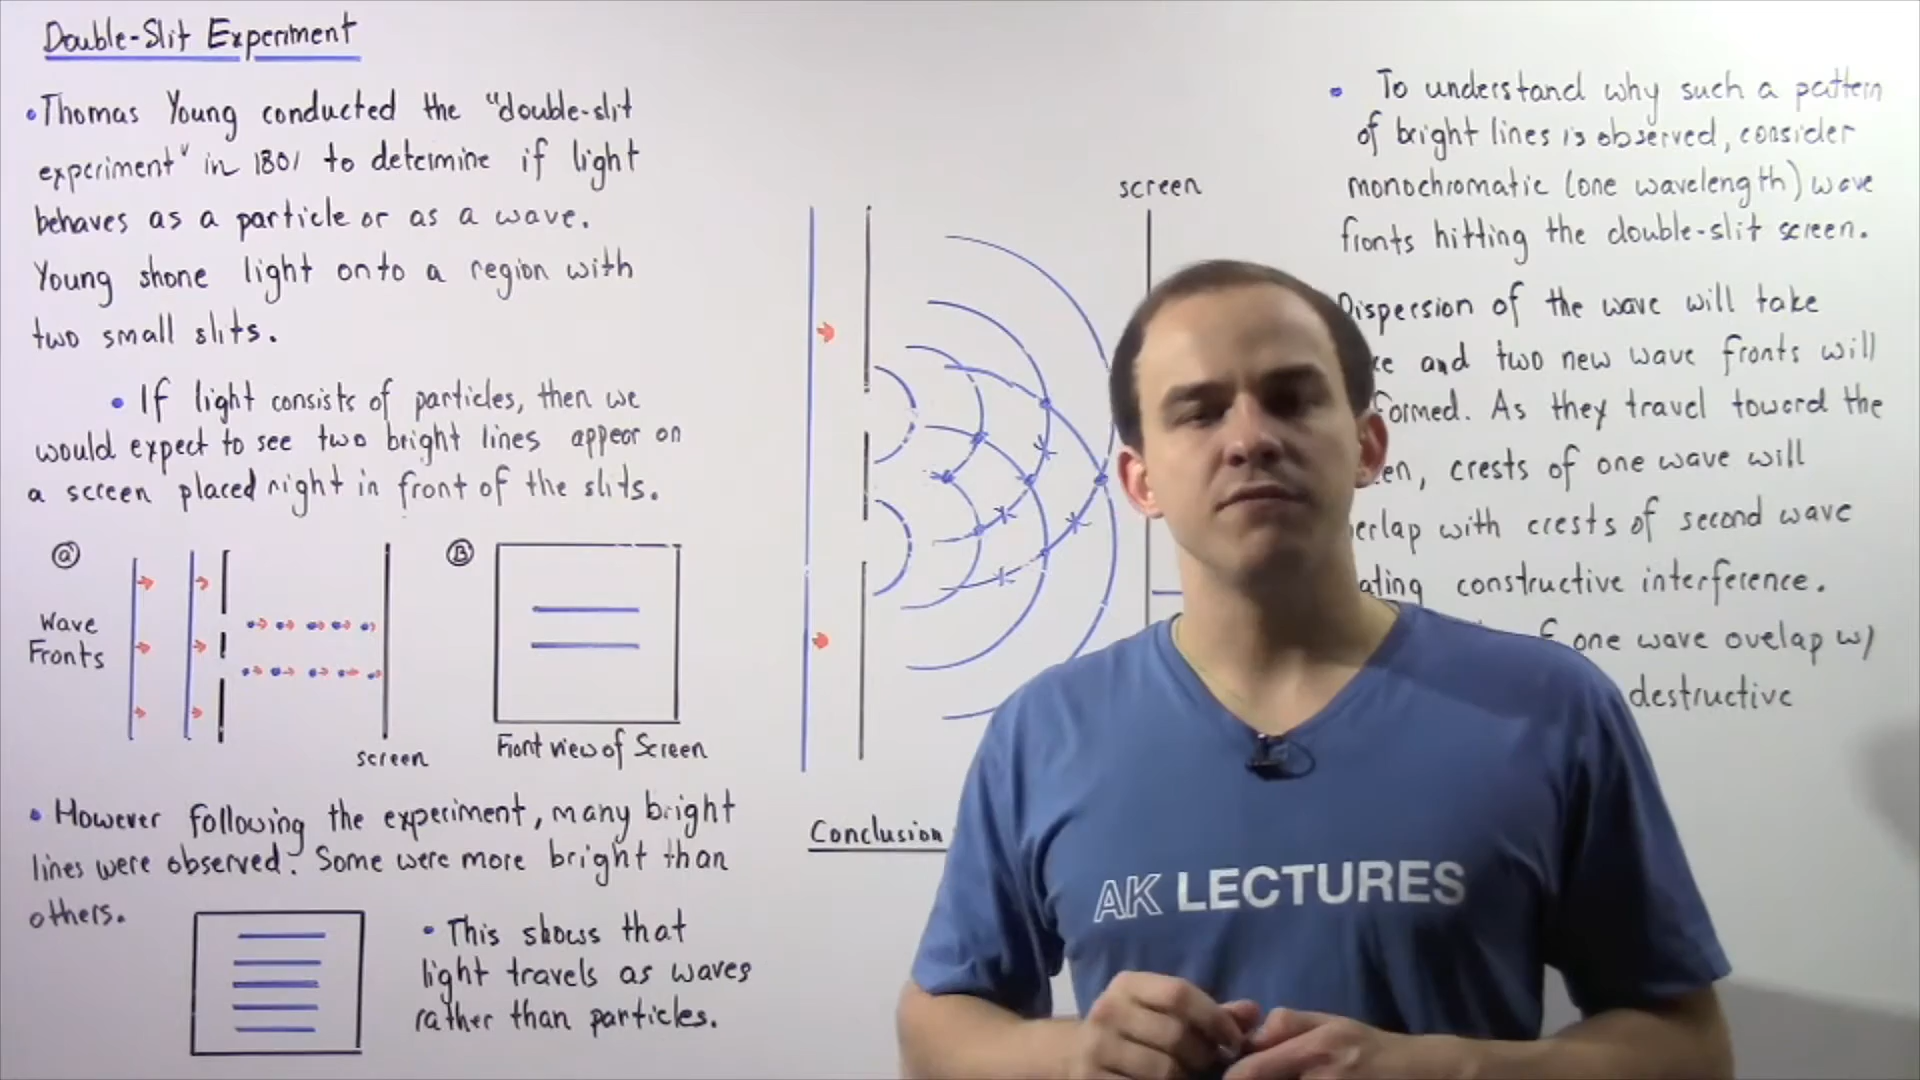 Double-Slit Experiment
• Thomas Young conducted the "double-slit
experiment" in 1801 to determine if light
behaves as a particle or as a wave.
Young shone light onto a region with
two small slits.
• If light consists of particles, then we
would expect to see two bright lines appear on
a screen placed right in front of the slits.
a
Wave
Fronts
screen
B
Front view of Screen
• However following the experiment, many bright
lines were observed. Some were more bright than
others.
• This shows that
light travels as waves
rather than particles.
screen
Conclusion
• To understand why such a pattern
of bright lines is observed, consider
monochromatic (one wavelength) wave
fronts hitting the double-slit screen.
Dispersion of the wave will take
and two new wave fronts will
formed. As they travel toward the
en, crests of one wave will
erlap with crests of second wave
ating constructive interference.
one wave ovelap w/
destructive
AK LECTURES